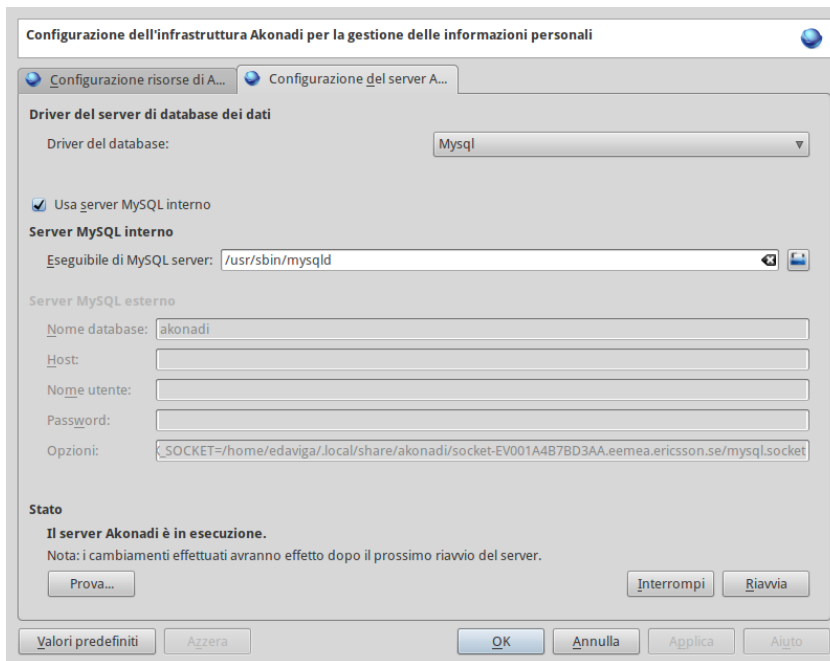 Configurazione dell'infrastruttura Akonadi per la gestione delle informazioni personali
Configurazione risorse di A... Configurazione del server A...
Driver del server di database dei dati
Driver del database: Mysql
Usa server MySQL interno
Server MySQL interno
Eseguibile di MySQL server: /usr/sbin/mysqld
Server MySQL esterno
Nome database: akonadi
Host:
Nome utente:
Password:
Opzioni: _SOCKET=/home/edaviga/.local/share/akonadi/socket-EV001A4B7BD3AA.eemea.ericsson.se/mysql.socket
Stato
Il server Akonadi è in esecuzione.
Nota: i cambiamenti effettuati avranno effetto dopo il prossimo riavvio del server.
Prova... Interrompi Riavvia
Valori predefiniti Azzera OK Annulla Applica Aiuto